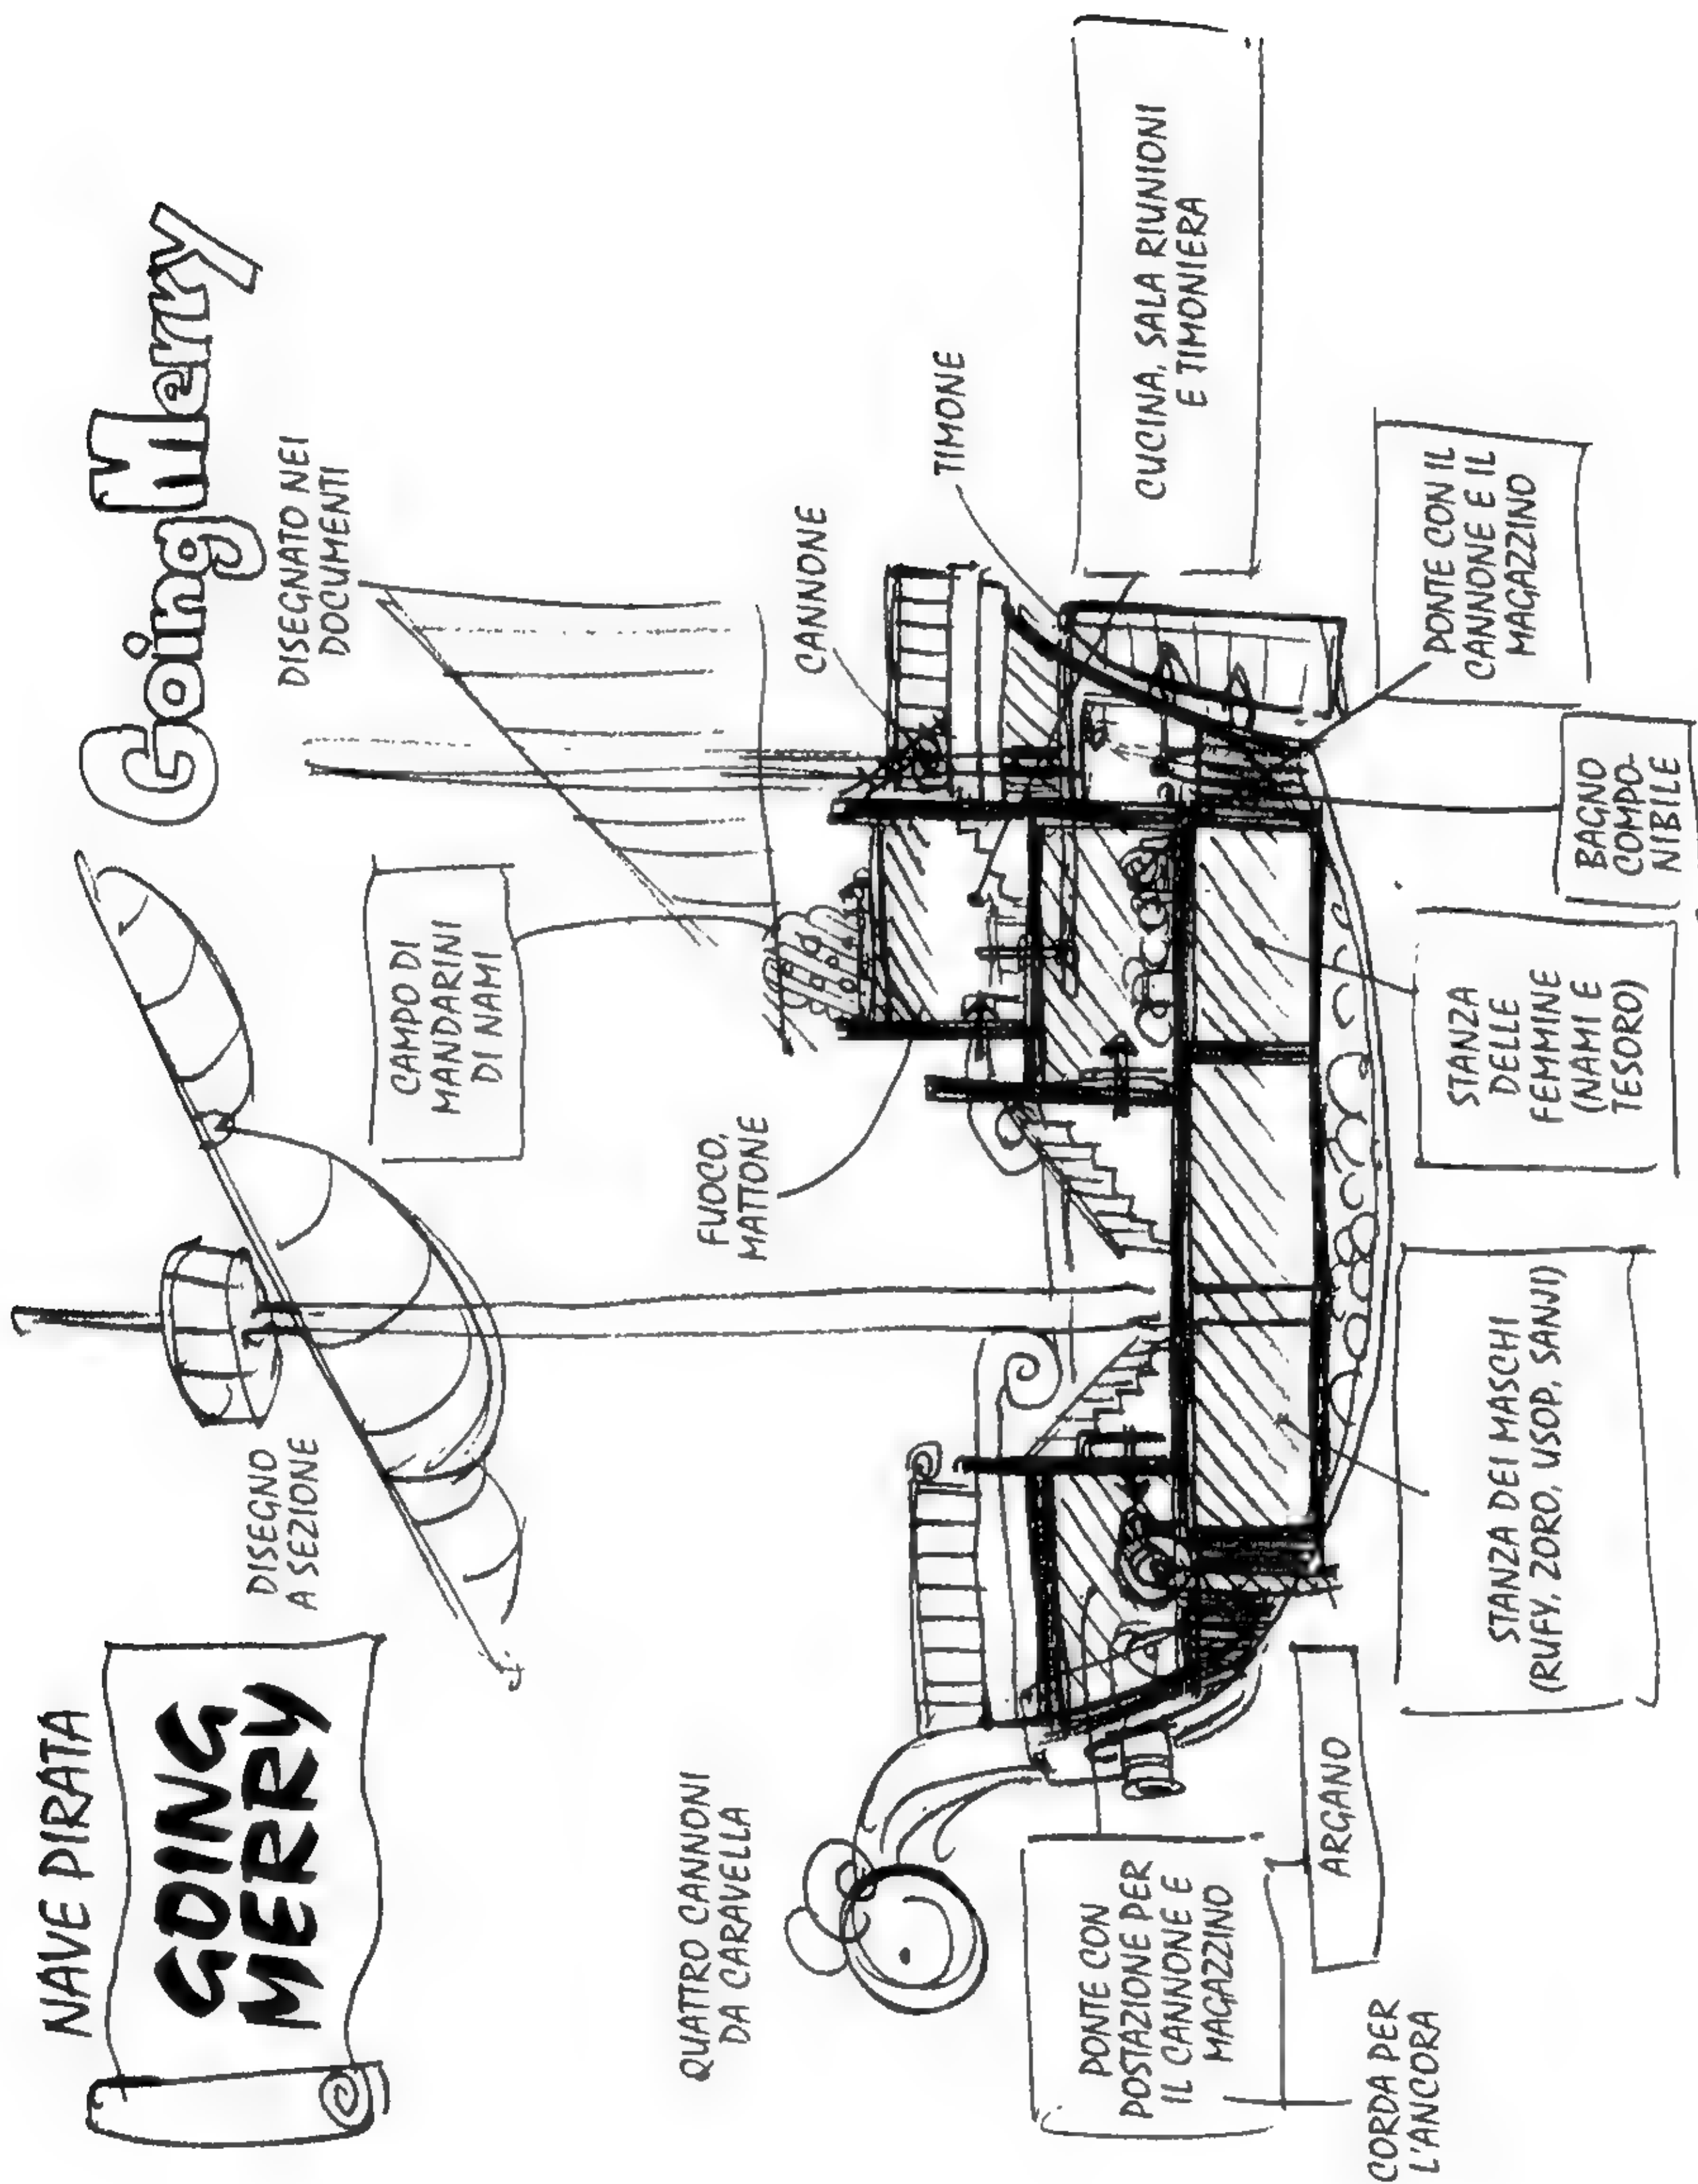 NAVE PIRATA
GOING
MERRY
Going Merry
DISEGNO
A SEZIONE
DISEGNATO NEI
DOCUMENTI
CAMPO DI
MANDARINI
DI NAMI
QUATTRO CANNONI
DA CARAVELLA
FUOCO,
MATTONE
CANNONE
TIMONE
PONTE CON
POSTAZIONE PER
IL CANNONE E
MAGAZZINO
CUCINA, SALA RIUNIONI
E TIMONIERA
ARGANO
CORDA PER
L'ANCORA
STANZA DEI MASCHI
(RUFY, ZORO, USOP, SANJI)
STANZA
DELLE
FEMMINE
(NAMI E
TESORO)
BAGNO
COMPO-
NIBILE
PONTE CON IL
CANNONE E IL
MAGAZZINO